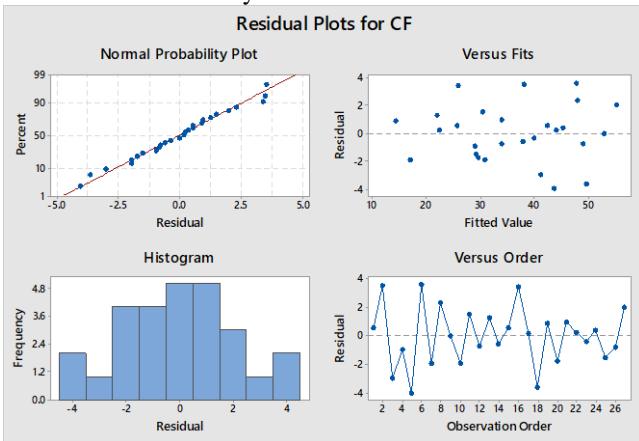 Residual Plots for CF
Normal Probability Plot
99
90
50
10
1
Percent
-5.0 -2.5 0.0 2.5 5.0
Residual
Versus Fits
4
2
0
-2
-4
Residual
10 20 30 40 50
Fitted Value
Histogram
4.8
3.6
2.4
1.2
0.0
Frequency
-4 -2 0 2 4
Residual
Versus Order
4
2
0
-2
-4
Residual
2 4 6 8 10 12 14 16 18 20 22 24 26
Observation Order